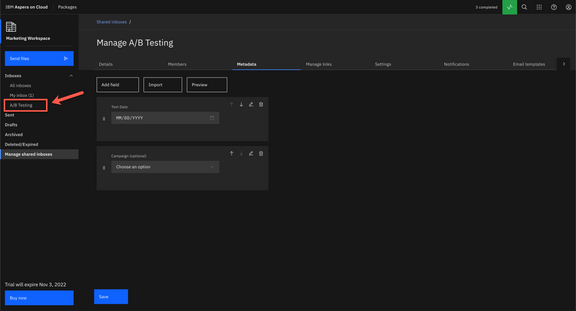 IBM Aspera on Cloud
Packages
3 completed
Marketing Workspace
Send files
Inboxes
All inboxes
My inbox (1)
A/B Testing
Sent
Drafts
Archived
Deleted/Expired
Manage shared inboxes
Trial will expire Nov 3, 2022
Buy now
Shared inboxes /
Manage A/B Testing
Details
Members
Metadata
Manage links
Settings
Notifications
Email templates
Add field
Import
Preview
Test Date
MM/DD/YYYY
Campaign (optional)
Choose an option
Save